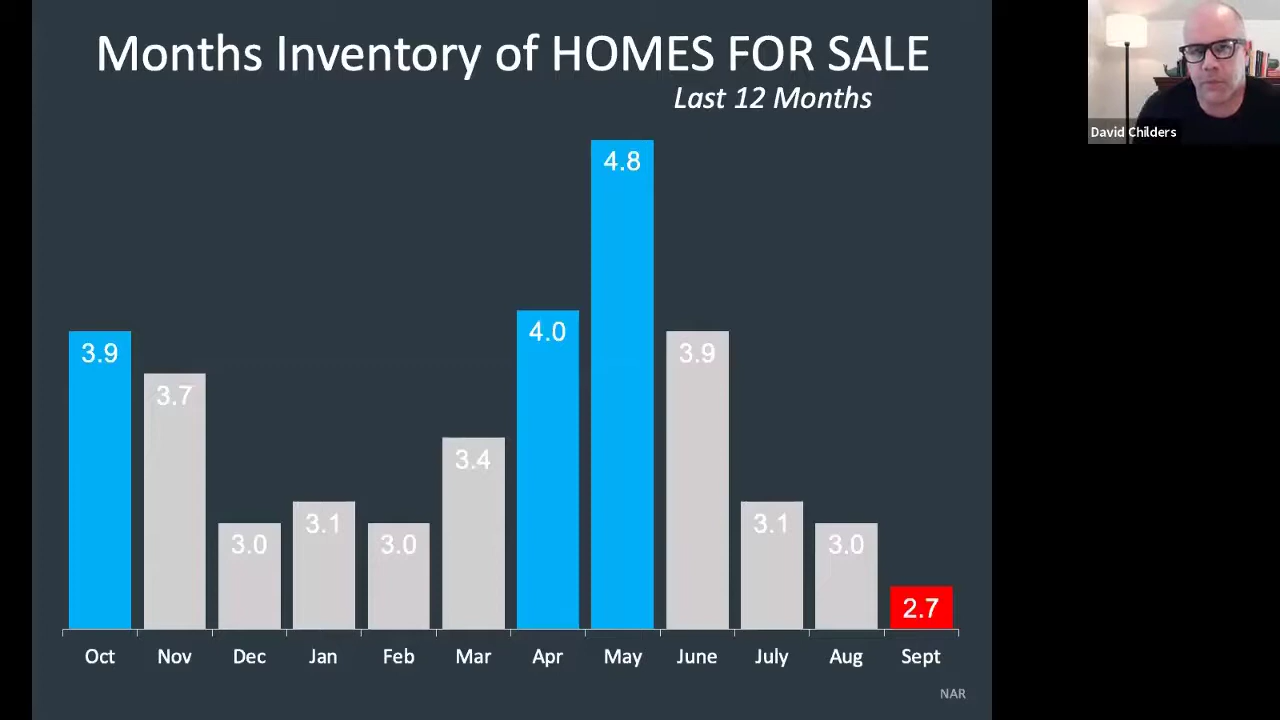 Months Inventory of HOMES FOR SALE
Last 12 Months
David Childers
4.8
4.0
3.9
3.9
3.7
3.4
3.1
3.1
3.0
3.0
3.0
2.7
Oct Nov Dec Jan Feb Mar Apr May June July Aug Sept
NAR